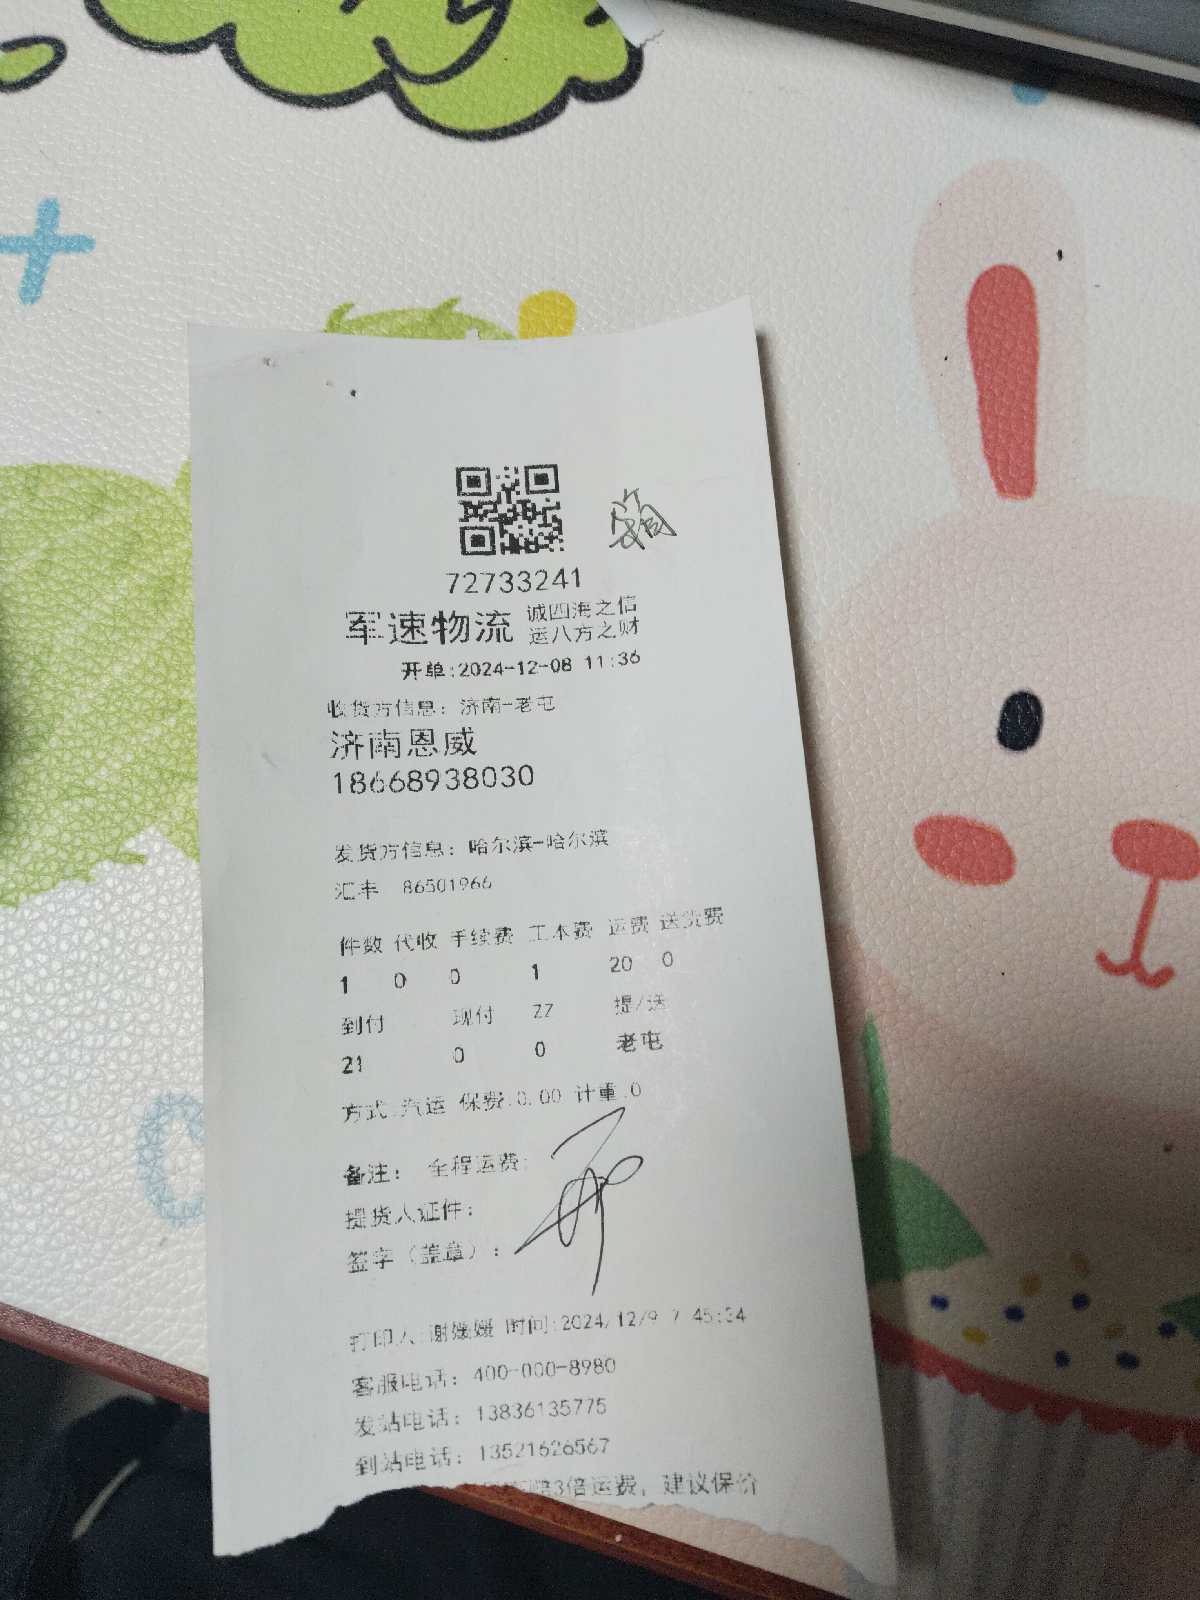 72733241
军速物流 诚四海之信
运八方之财
开单:2024-12-08 11:36
收货方信息: 济南-老屯
济南恩威
18668938030
发货方信息: 哈尔滨-哈尔滨
汇丰 86501966
件数 代收 手续费 工本费 运费 送货费
1 0 0 1 20 0
到付 现付 ZZ 提/送
21 0 0 老屯
方式:汽运 保费:0.00 计重:0
备注: 全程运费:
提货人证件:
签字（盖章）:
打印人:谢媛媛 时间:2024/12/9 7:45:34
客服电话: 400-000-8980
发站电话: 13836135775
到站电话: 13521626567
赔3倍运费, 建议保价